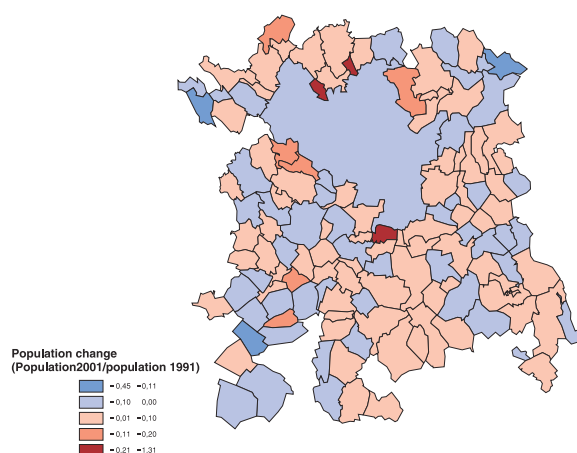 Population change
(Population2001/population 1991)
−0,45 −0,11
−0,10 0,00
−0,01 −0,10
−0,11 −0,20
−0,21 −1,31